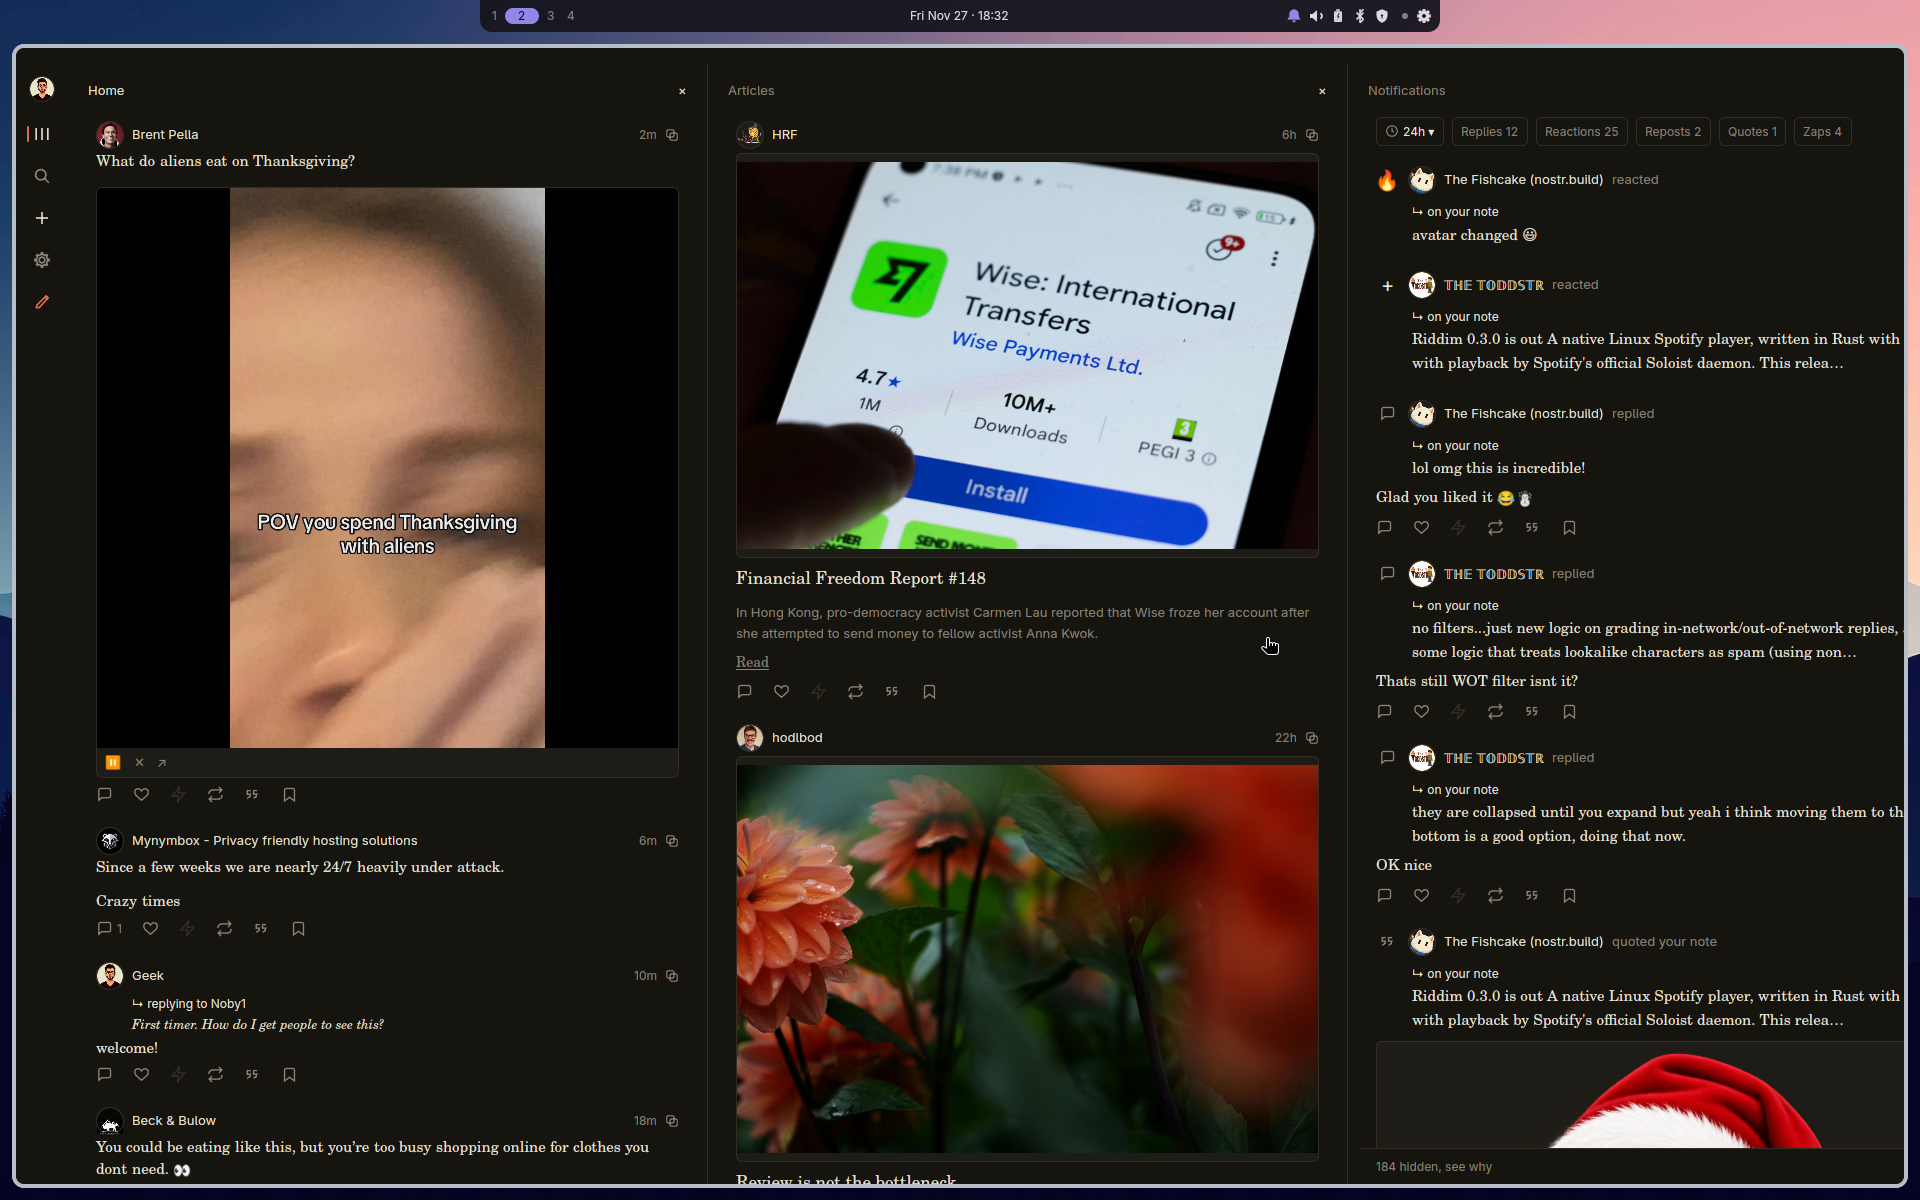 1 2 3 4
Fri Nov 27 · 18:32
Home
Brent Pella
2m
What do aliens eat on Thanksgiving?
POV you spend Thanksgiving
with aliens
Mynymbox - Privacy friendly hosting solutions
6m
Since a few weeks we are nearly 24/7 heavily under attack.
Crazy times
1
Geek
10m
↳ replying to Noby1
First timer. How do I get people to see this?
welcome!
Beck & Bulow
18m
You could be eating like this, but you're too busy shopping online for clothes you
dont need. 👀
Articles
HRF
6h
7:38 PM
9+
Wise: International
Transfers
Wise Payments Ltd.
4.7★
1M
10M+
Downloads
3
PEGI 3
Install
SEND MONEY
Financial Freedom Report #148
In Hong Kong, pro-democracy activist Carmen Lau reported that Wise froze her account after
she attempted to send money to fellow activist Anna Kwok.
Read
hodlbod
22h
Review is not the bottleneck
Notifications
24h ▾
Replies 12
Reactions 25
Reposts 2
Quotes 1
Zaps 4
🔥 The Fishcake (nostr.build) reacted
↳ on your note
avatar changed 😃
+ THE TODDSTR reacted
↳ on your note
Riddim 0.3.0 is out A native Linux Spotify player, written in Rust with
with playback by Spotify's official Soloist daemon. This relea…
The Fishcake (nostr.build) replied
↳ on your note
lol omg this is incredible!
Glad you liked it 😂☃️
THE TODDSTR replied
↳ on your note
no filters...just new logic on grading in-network/out-of-network replies,
some logic that treats lookalike characters as spam (using non…
Thats still WOT filter isnt it?
THE TODDSTR replied
↳ on your note
they are collapsed until you expand but yeah i think moving them to th
bottom is a good option, doing that now.
OK nice
The Fishcake (nostr.build) quoted your note
↳ on your note
Riddim 0.3.0 is out A native Linux Spotify player, written in Rust with
with playback by Spotify's official Soloist daemon. This relea…
184 hidden, see why